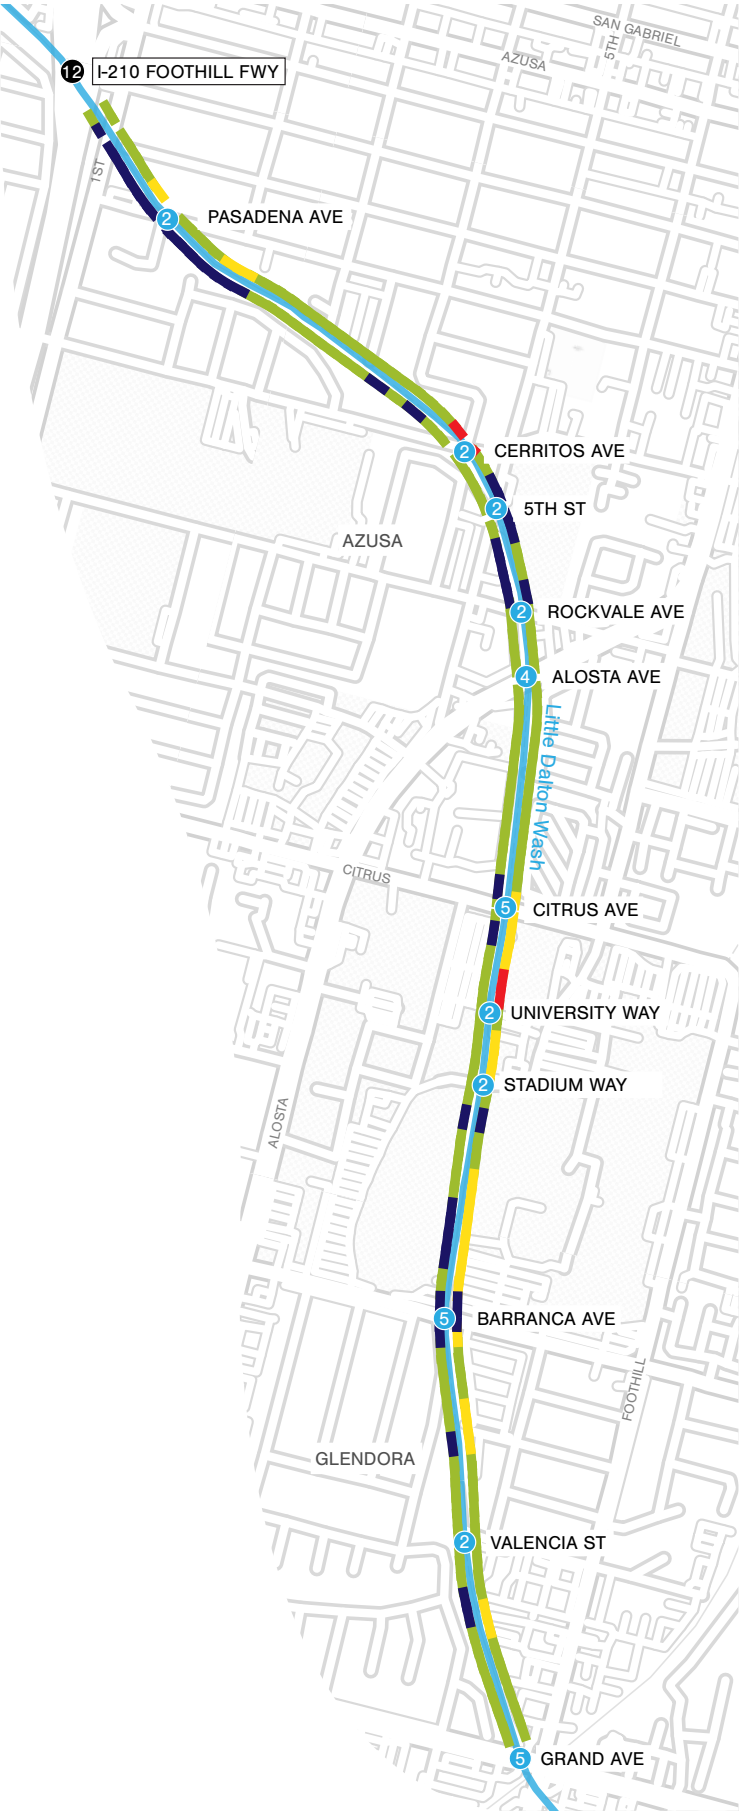 SAN GABRIEL
5TH
AZUSA
12 I-210 FOOTHILL FWY
1ST
2 PASADENA AVE
2 CERRITOS AVE
2 5TH ST
AZUSA
2 ROCKVALE AVE
4 ALOSTA AVE
Little Dalton Wash
CITRUS
5 CITRUS AVE
2 UNIVERSITY WAY
2 STADIUM WAY
ALOSTA
5 BARRANCA AVE
FOOTHILL
GLENDORA
2 VALENCIA ST
5 GRAND AVE